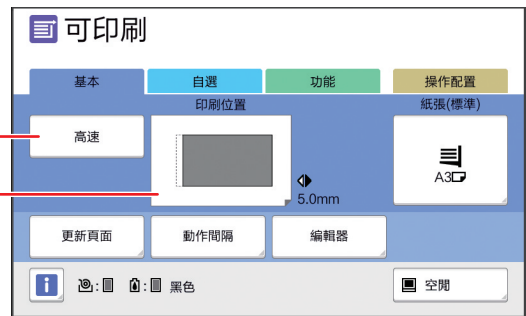 可印刷
基本 自選 功能 操作配置
印刷位置 紙張(標準)
高速
A3
5.0mm
更新頁面 動作間隔 編輯器
i : : 黑色 空閒